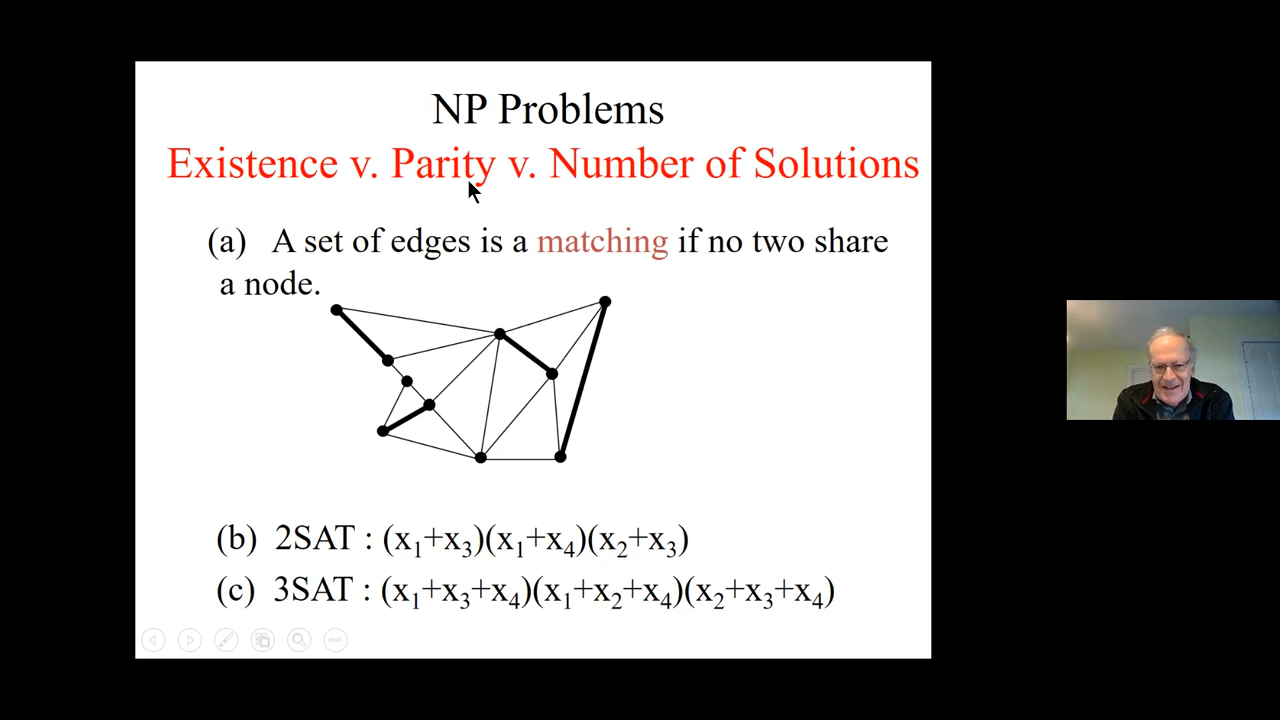 NP Problems
Existence v. Parity v. Number of Solutions
(a) A set of edges is a matching if no two share
a node.
(b) 2SAT : (x₁+x₃)(x₁+x₄)(x₂+x₃)
(c) 3SAT : (x₁+x₃+x₄)(x₁+x₂+x₄)(x₂+x₃+x₄)